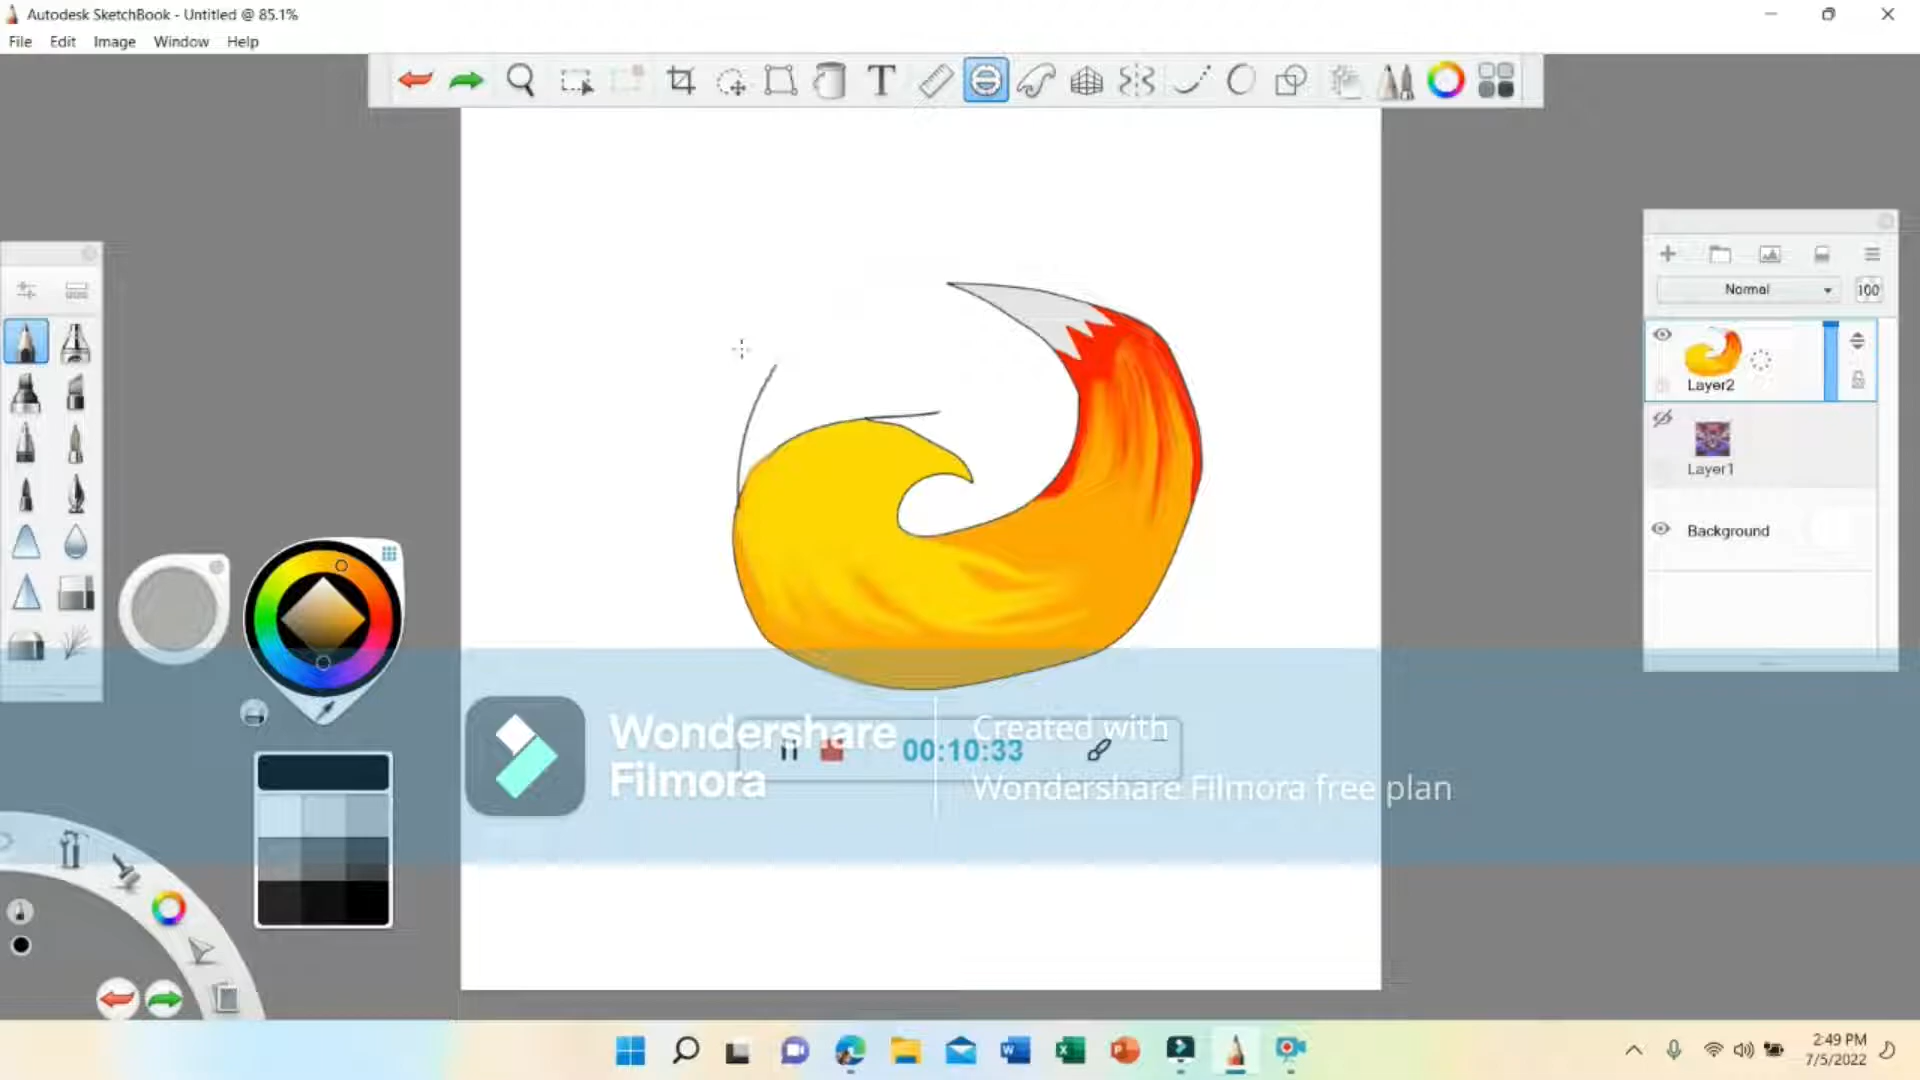 Autodesk SketchBook - Untitled @ 85.1%
File Edit Image Window Help
T
Normal 100
Layer2
Layer1
Background
Wondershare
Filmora
00:10:33
Created with
Wondershare Filmora free plan
2:49 PM
7/5/2022